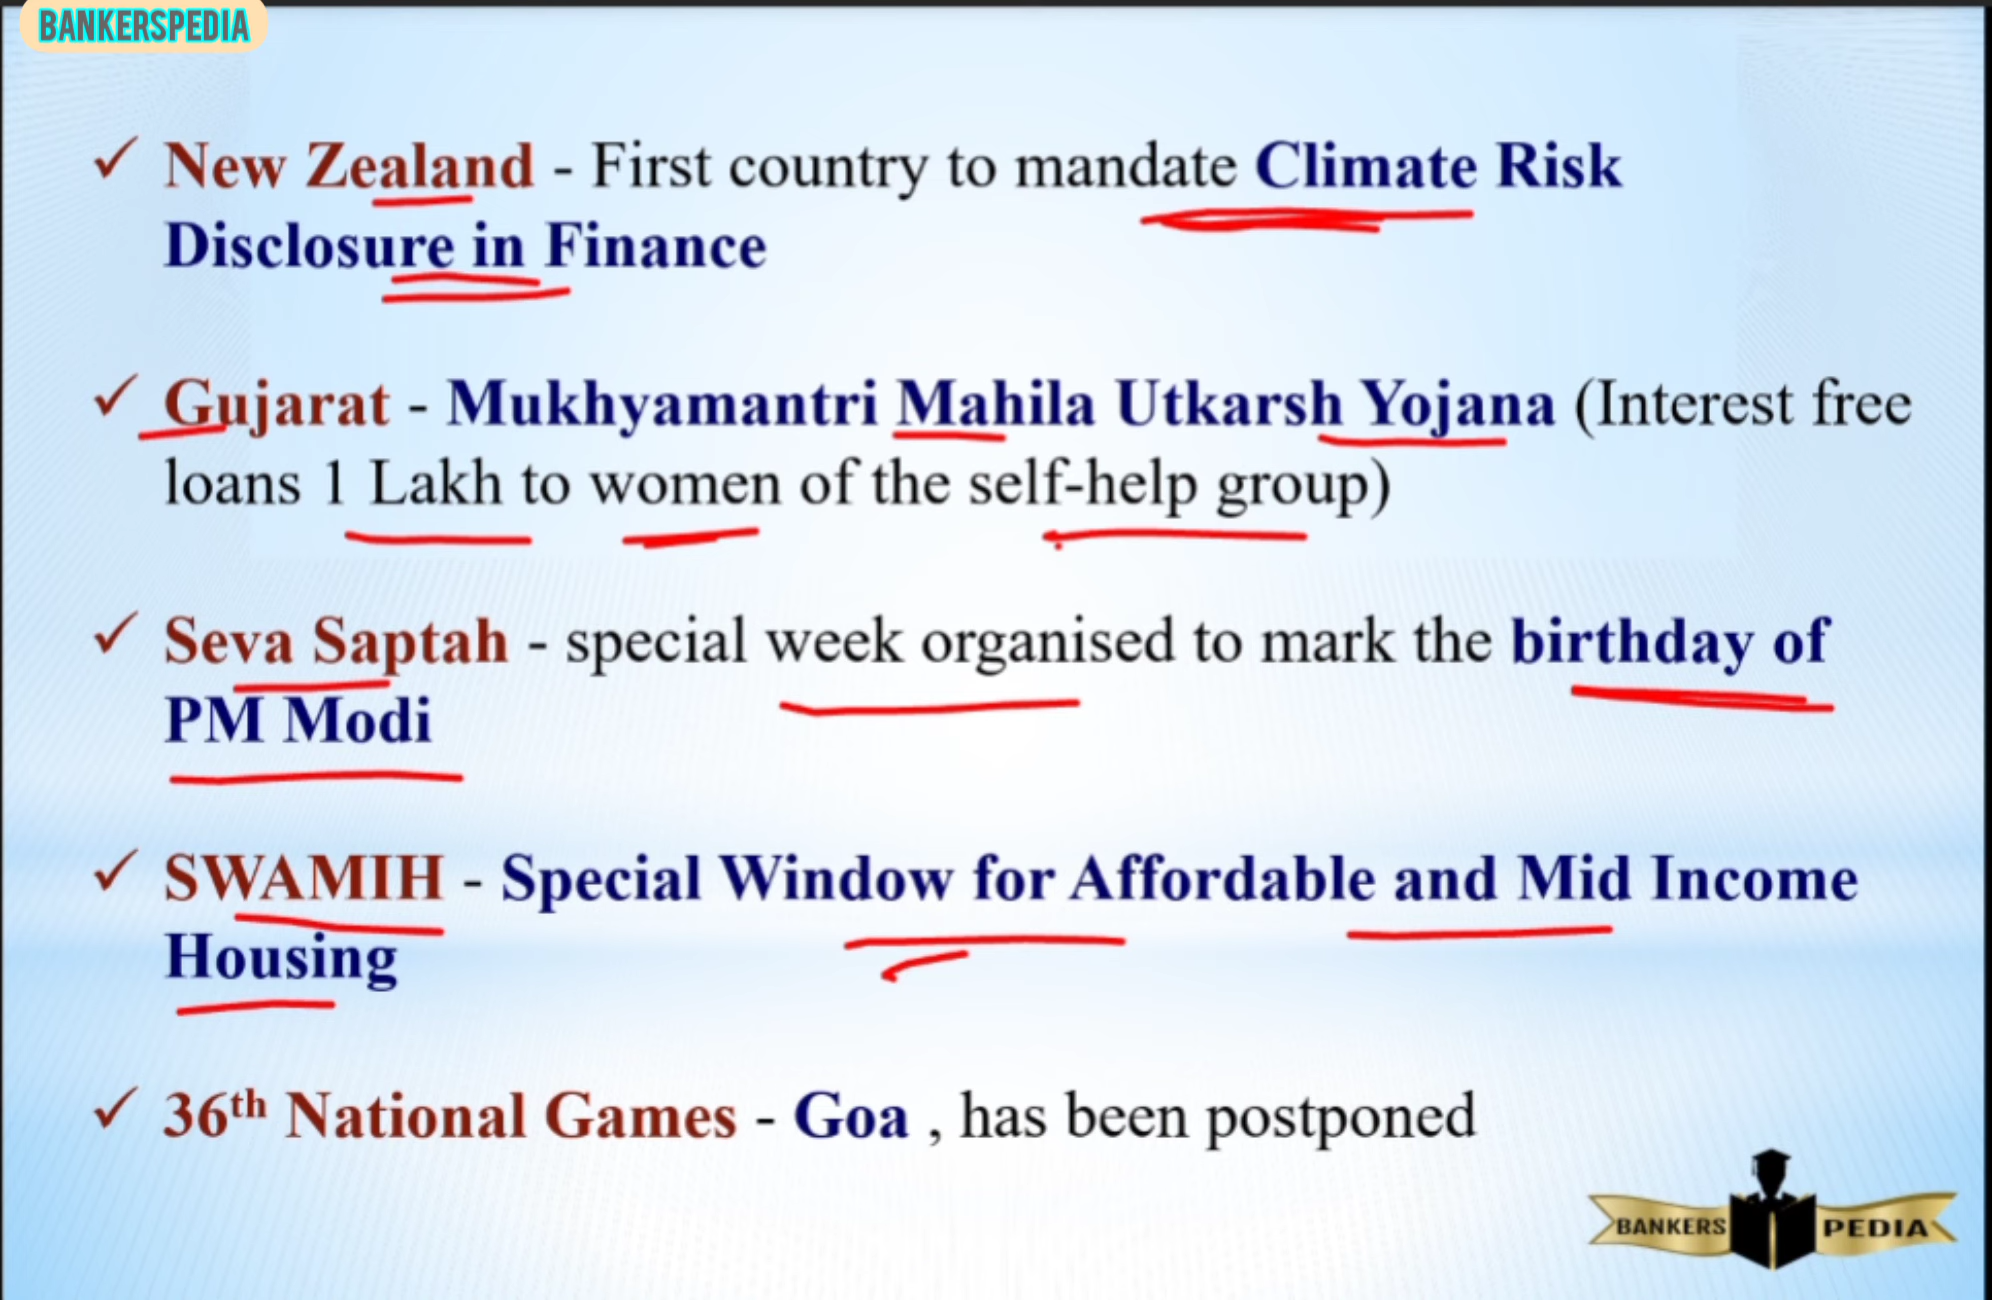 BANKERSPEDIA
✓ New Zealand - First country to mandate Climate Risk
Disclosure in Finance
✓ Gujarat - Mukhyamantri Mahila Utkarsh Yojana (Interest free
loans 1 Lakh to women of the self-help group)
✓ Seva Saptah - special week organised to mark the birthday of
PM Modi
✓ SWAMIH - Special Window for Affordable and Mid Income
Housing
✓ 36th National Games - Goa , has been postponed
BANKERS PEDIA